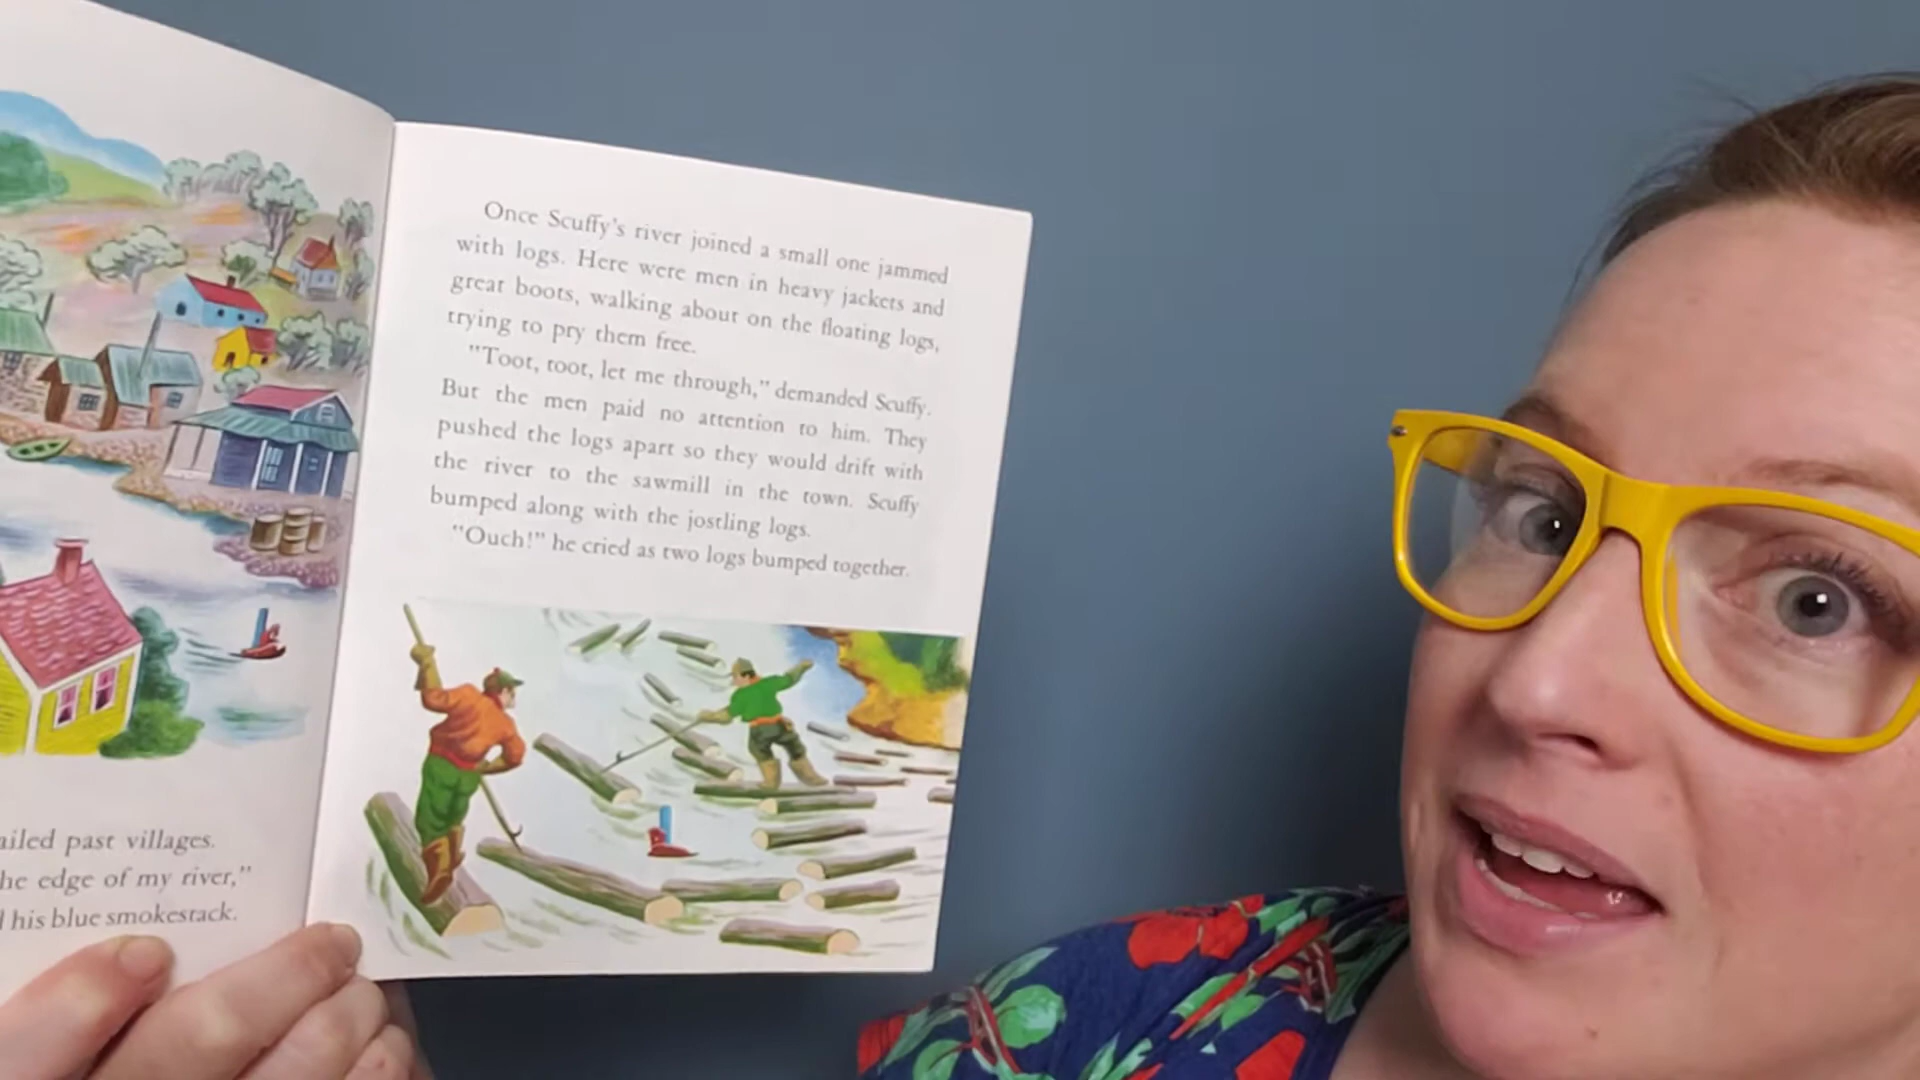 ailed past villages.
he edge of my river,”
his blue smokestack.
Once Scuffy’s river joined a small one jammed
with logs. Here were men in heavy jackets and
great boots, walking about on the floating logs,
trying to pry them free.
“Toot, toot, let me through,” demanded Scuffy.
But the men paid no attention to him. They
pushed the logs apart so they would drift with
the river to the sawmill in the town. Scuffy
bumped along with the jostling logs.
“Ouch!” he cried as two logs bumped together.